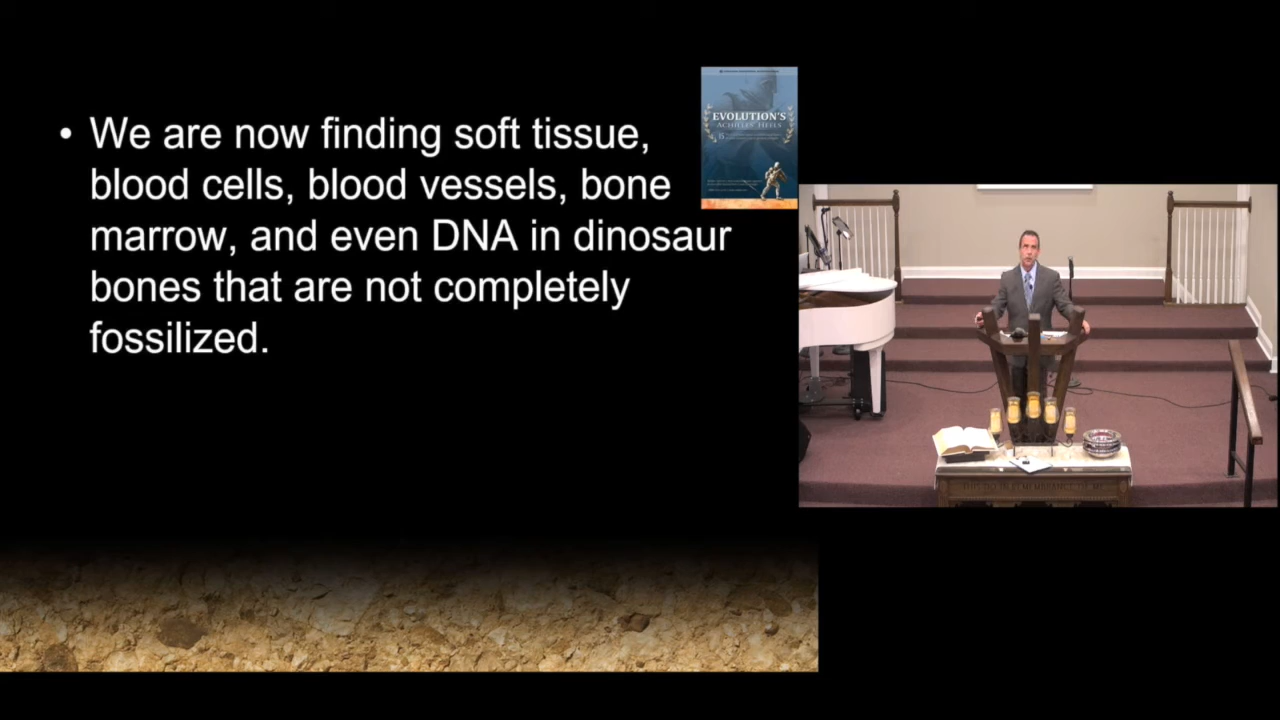 • We are now finding soft tissue,
blood cells, blood vessels, bone
marrow, and even DNA in dinosaur
bones that are not completely
fossilized.
EVOLUTION'S
ACHILLES' HEELS
15